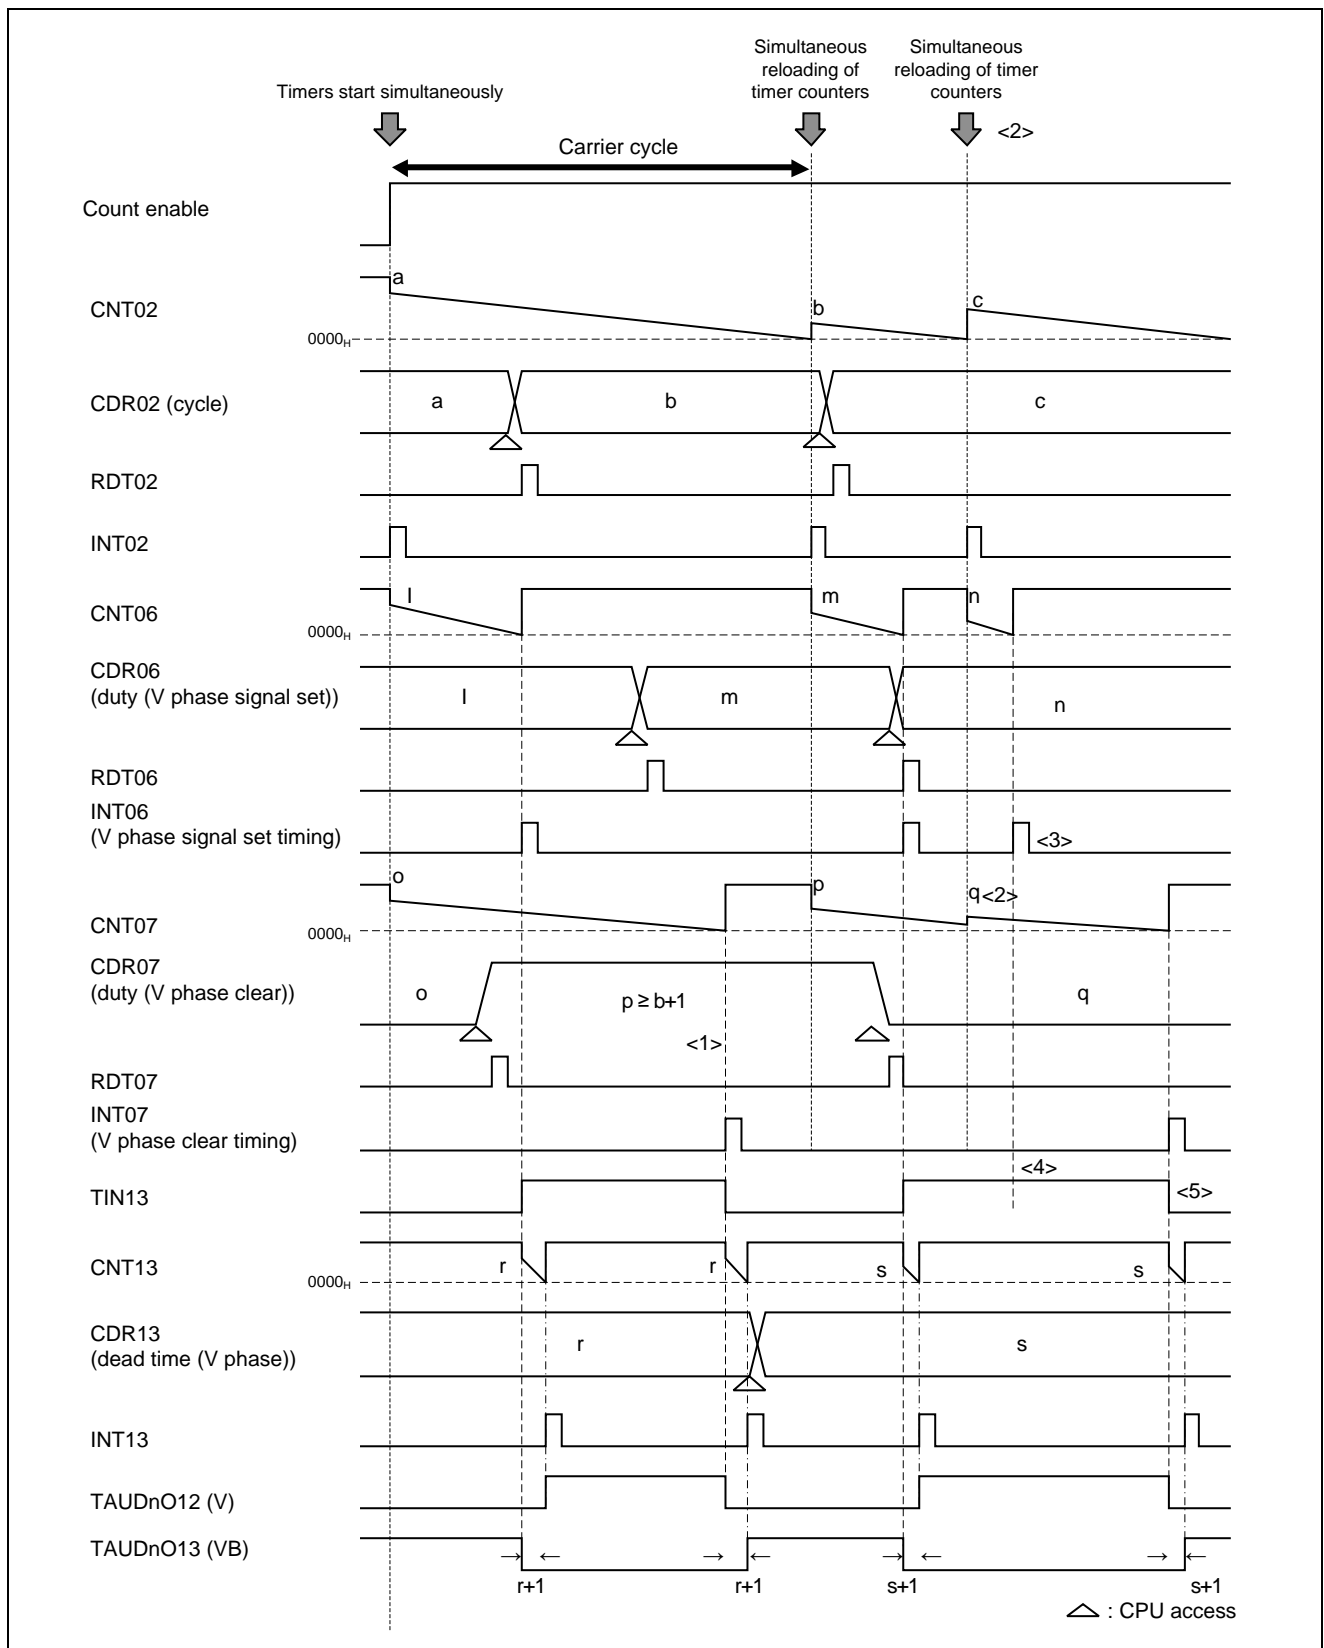 Simultaneous
reloading of
timer counters
Simultaneous
reloading of timer
counters
Timers start simultaneously
<2>
Carrier cycle
Count enable
a
CNT02
b
c
0000H
CDR02 (cycle)
a
b
c
RDT02
INT02
CNT06
l
m
n
0000H
CDR06
(duty (V phase signal set))
l
m
n
RDT06
INT06
(V phase signal set timing)
<3>
o
p
q<2>
CNT07
0000H
CDR07
(duty (V phase clear))
o
p ≥ b+1
q
<1>
RDT07
INT07
(V phase clear timing)
<4>
TIN13
<5>
CNT13
r
r
s
s
0000H
CDR13
(dead time (V phase))
r
s
INT13
TAUDnO12 (V)
TAUDnO13 (VB)
→ ←
→ ←
→ ←
→ ←
r+1
r+1
s+1
s+1
: CPU access